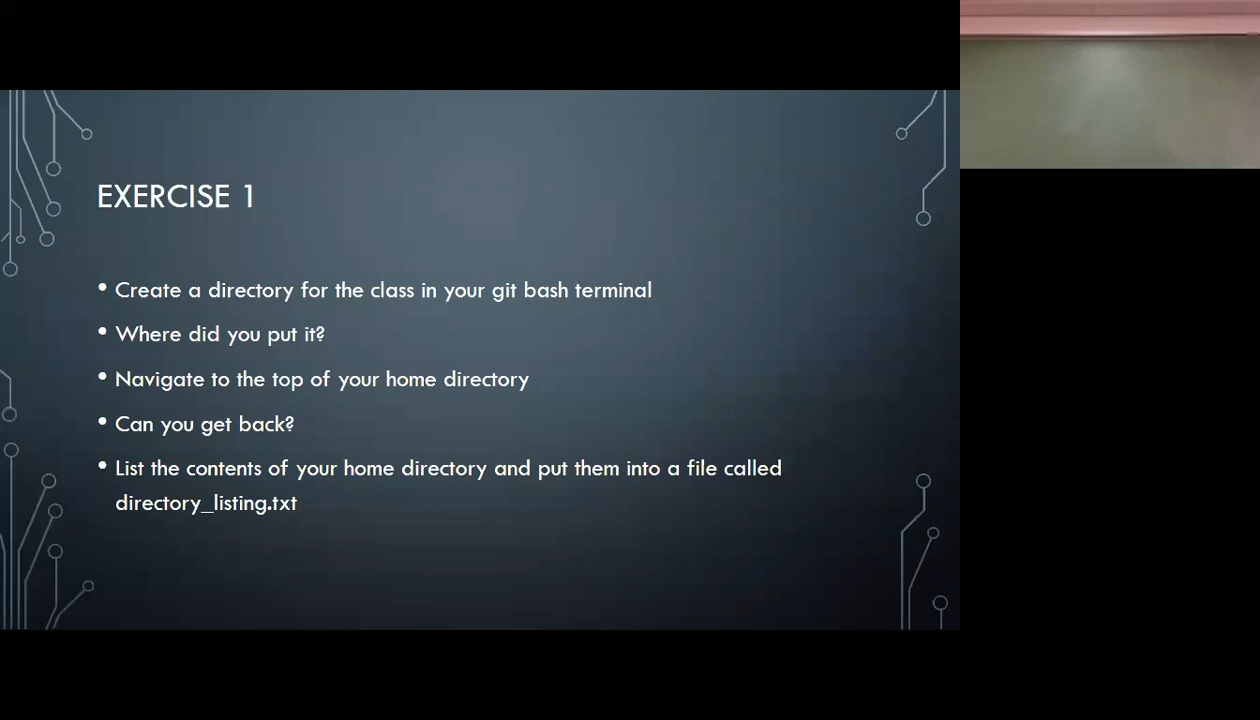 EXERCISE 1
• Create a directory for the class in your git bash terminal
• Where did you put it?
• Navigate to the top of your home directory
• Can you get back?
• List the contents of your home directory and put them into a file called
directory_listing.txt